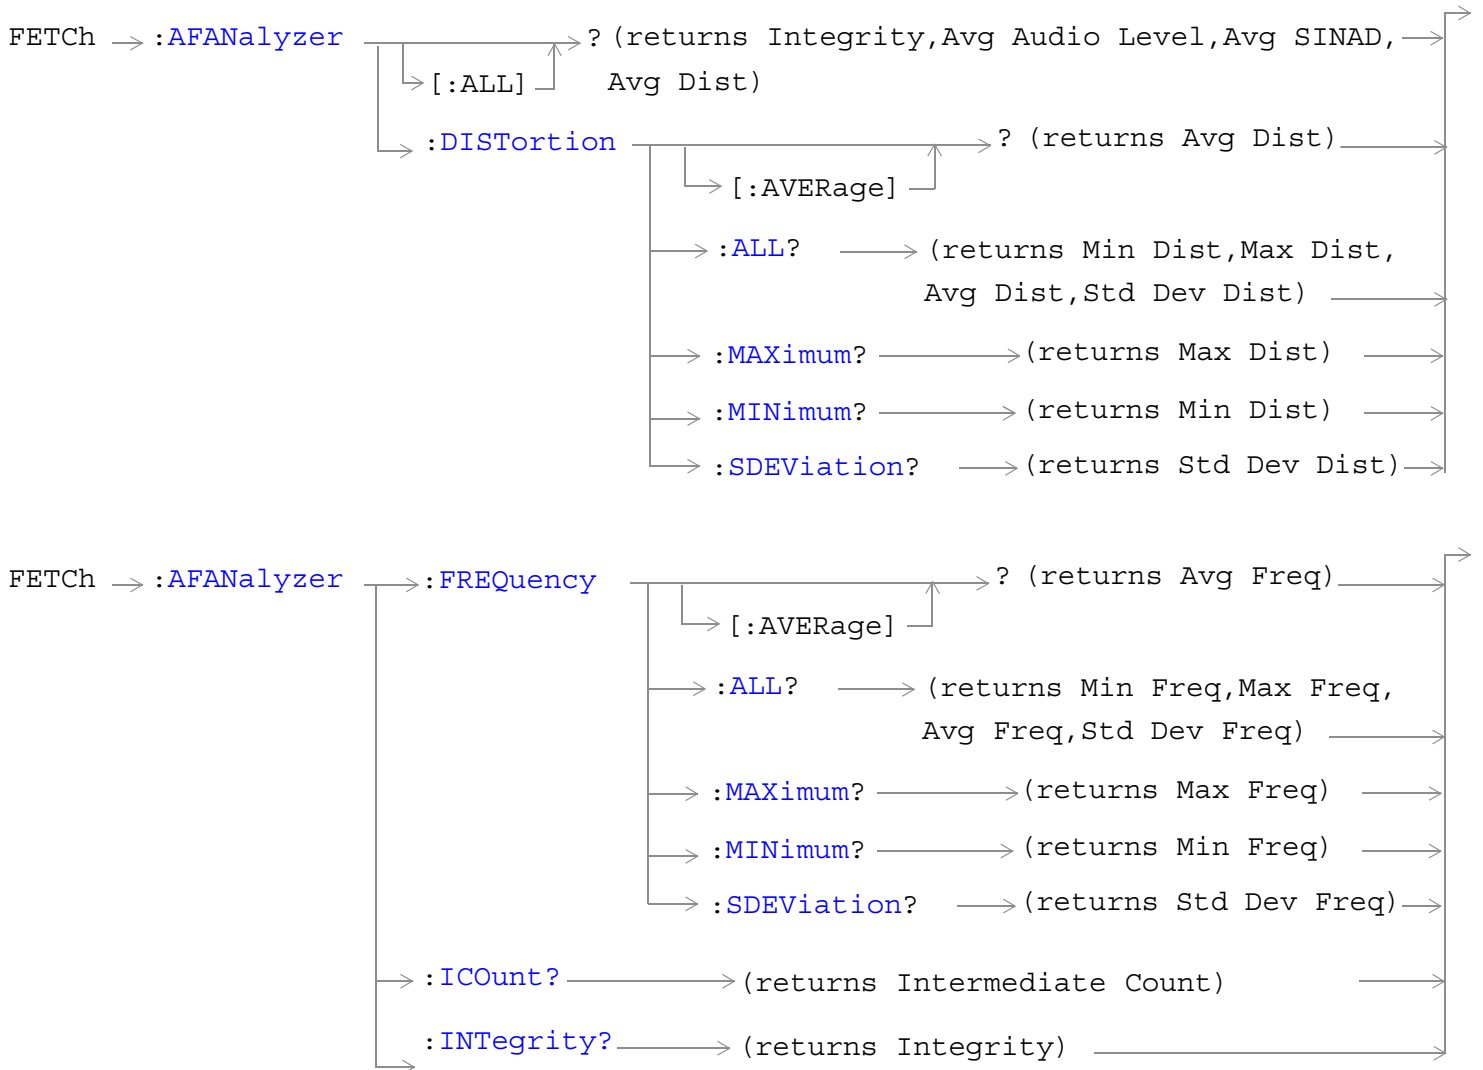 FETCh :AFANalyzer ? (returns Integrity,Avg Audio Level,Avg SINAD,
[:ALL] Avg Dist)
:DISTortion ? (returns Avg Dist)
[:AVERage]
:ALL? (returns Min Dist,Max Dist,
Avg Dist,Std Dev Dist)
:MAXimum? (returns Max Dist)
:MINimum? (returns Min Dist)
:SDEViation? (returns Std Dev Dist)
FETCh :AFANalyzer :FREQuency ? (returns Avg Freq)
[:AVERage]
:ALL? (returns Min Freq,Max Freq,
Avg Freq,Std Dev Freq)
:MAXimum? (returns Max Freq)
:MINimum? (returns Min Freq)
:SDEViation? (returns Std Dev Freq)
:ICOunt? (returns Intermediate Count)
:INTegrity? (returns Integrity)